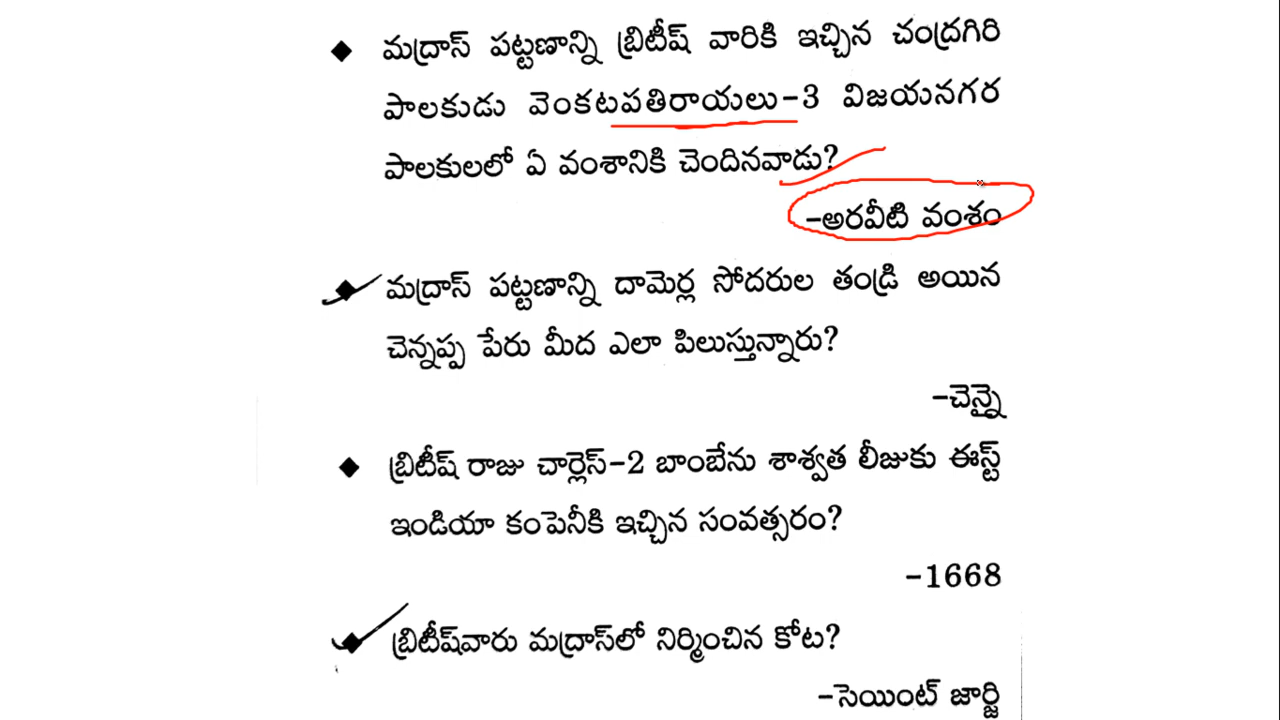 ◆ మద్రాస్ పట్టణాన్ని బ్రిటీష్ వారికి ఇచ్చిన చంద్రగిరి
పాలకుడు వెంకటపతిరాయలు-3 విజయనగర
పాలకులలో ఏ వంశానికి చెందినవాడు?
-అరవీటి వంశం
◆ మద్రాస్ పట్టణాన్ని దామెర్ల సోదరుల తండ్రి అయిన
చెన్నప్ప పేరు మీద ఎలా పిలుస్తున్నారు?
-చెన్నై
◆ బ్రిటీష్ రాజు చార్లెస్-2 బాంబేను శాశ్వత లీజుకు ఈస్ట్
ఇండియా కంపెనీకి ఇచ్చిన సంవత్సరం?
-1668
◆ బ్రిటీష్‌వారు మద్రాస్‌లో నిర్మించిన కోట?
-సెయింట్ జార్జి